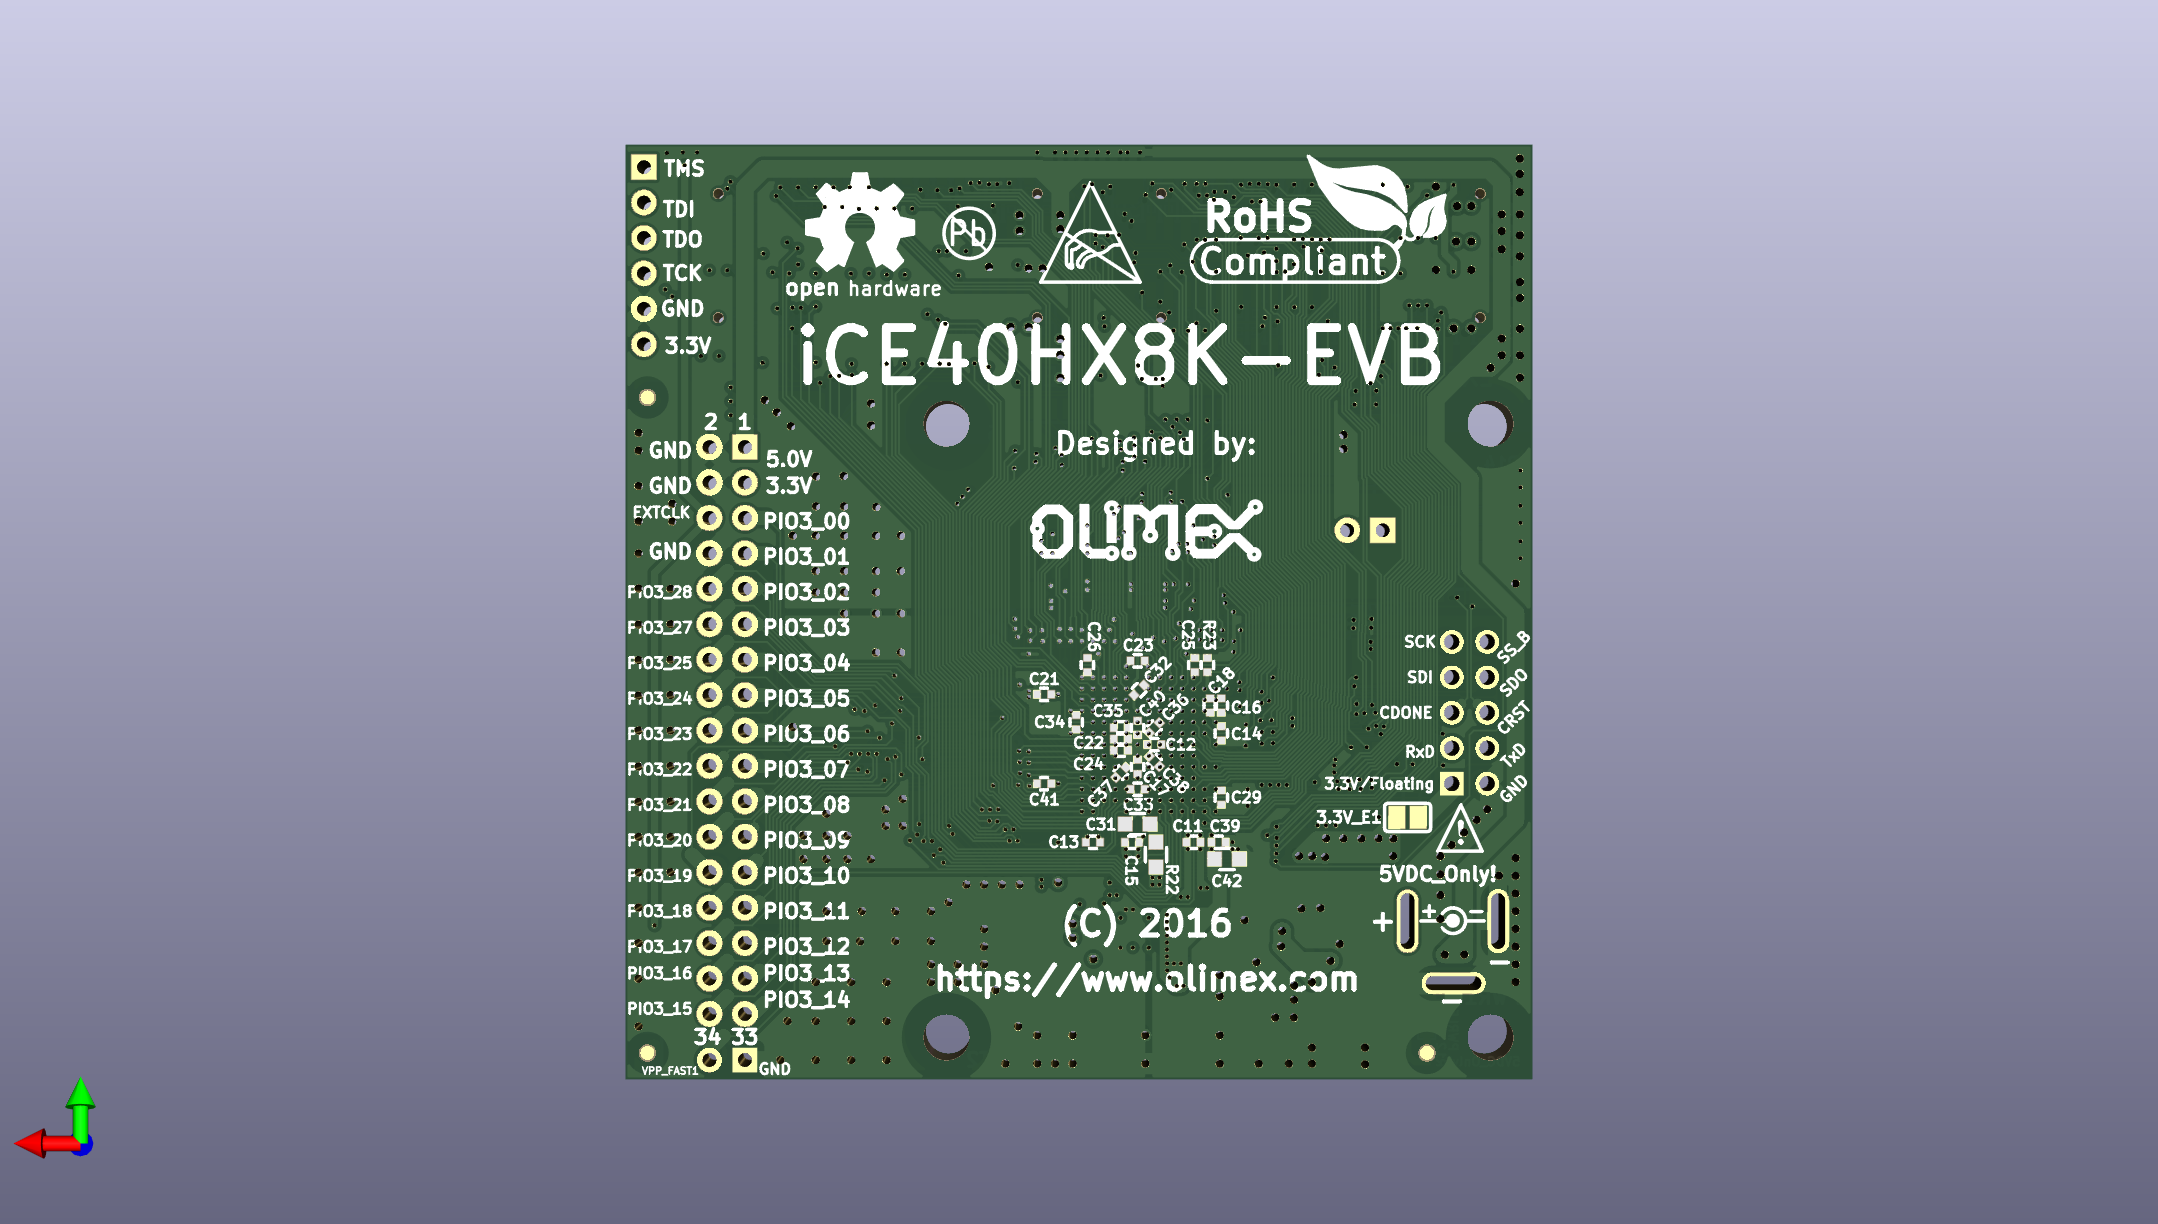 TMS
TDI
TDO
TCK
GND
3.3V
Pb
RoHS
Compliant
open hardware
iCE40HX8K-EVB
2 1
GND 5.0V
GND 3.3V
EXTCLK PIO3_00
GND PIO3_01
PIO3_28 PIO3_02
PIO3_27 PIO3_03
PIO3_25 PIO3_04
PIO3_24 PIO3_05
PIO3_23 PIO3_06
PIO3_22 PIO3_07
PIO3_21 PIO3_08
PIO3_20 PIO3_09
PIO3_19 PIO3_10
PIO3_18 PIO3_11
PIO3_17 PIO3_12
PIO3_16 PIO3_13
PIO3_15 PIO3_14
34 33
VPP_FAST1 GND
Designed by:
OLIMEX
C26 C23 C25 R23
C32
C21 C18
C40 C36
C35 C16
C34 C14
C22 C12
C24
C37 C38
C41 C29
C33
C31 C11 C39
C13
C15 R22 C42
SCK SS_B
SDI SDO
CDONE CRST
RxD TxD
3.3V/Floating GND
3.3V_E1 !
5VDC_Only!
+ + −
−
−
(C) 2016
https://www.olimex.com